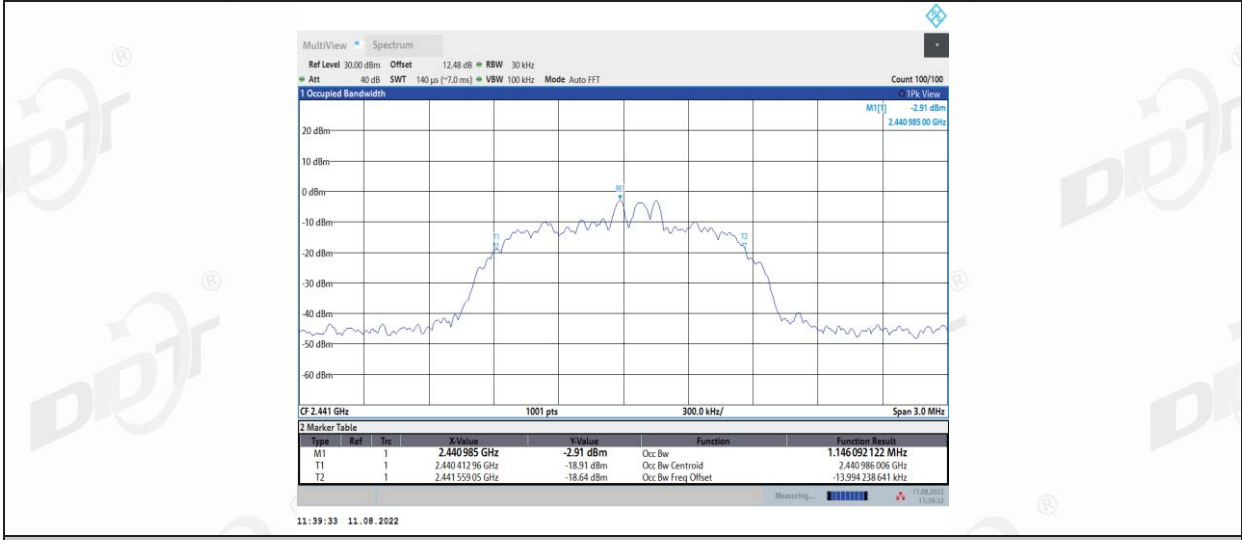 MultiView Spectrum
Ref Level 30.00 dBm Offset 12.48 dB RBW 30 kHz
Att 40 dB SWT 140 µs (~7.0 ms) VBW 100 kHz Mode Auto FFT Count 100/100
1 Occupied Bandwidth 1Pk View
M1[1] -2.91 dBm
2.440 985 00 GHz
20 dBm
10 dBm
0 dBm
M1
-10 dBm
T1 T2
-20 dBm
-30 dBm
-40 dBm
-50 dBm
-60 dBm
CF 2.441 GHz 1001 pts 300.0 kHz/ Span 3.0 MHz
2 Marker Table
Type Ref Trc X-Value Y-Value Function Function Result
M1 1 2.440 985 GHz -2.91 dBm Occ Bw 1.146 092 122 MHz
T1 1 2.440 412 96 GHz -18.91 dBm Occ Bw Centroid 2.440 986 006 GHz
T2 1 2.441 559 05 GHz -18.64 dBm Occ Bw Freq Offset -13.994 238 641 kHz
Measuring... 11.08.2022
11:39:32
11:39:33 11.08.2022
DDT ®